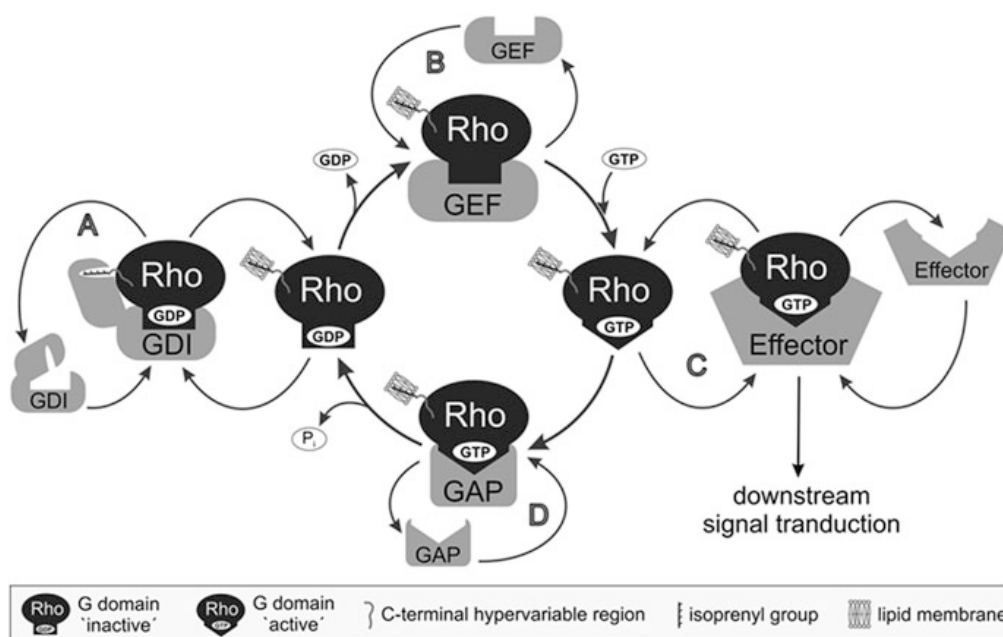 GEF
B
Rho
GEF
GDP
GTP
A
Rho
GDP
GDI
GDI
Rho
GDP
Rho
GTP
Rho
GTP
Effector
Effector
C
Pi
Rho
GTP
GAP
GAP
D
downstream
signal tranduction
Rho GDP G domain `inactive´
Rho GTP G domain `active´
C-terminal hypervariable region
isoprenyl group
lipid membrane